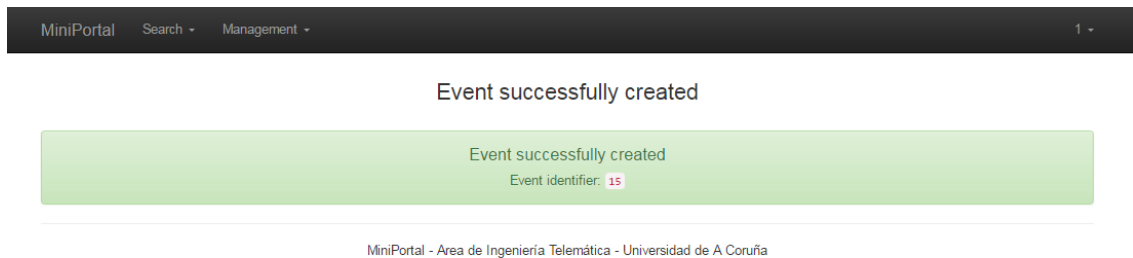 MiniPortal Search Management 1
Event successfully created
Event successfully created
Event identifier: 15
MiniPortal - Area de Ingeniería Telemática - Universidad de A Coruña